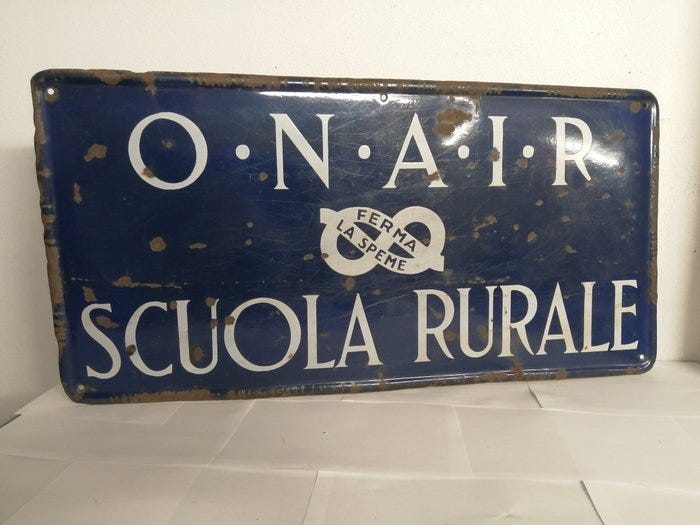 O·N·A·I·R
FERMA
LA SPEME
SCUOLA RURALE